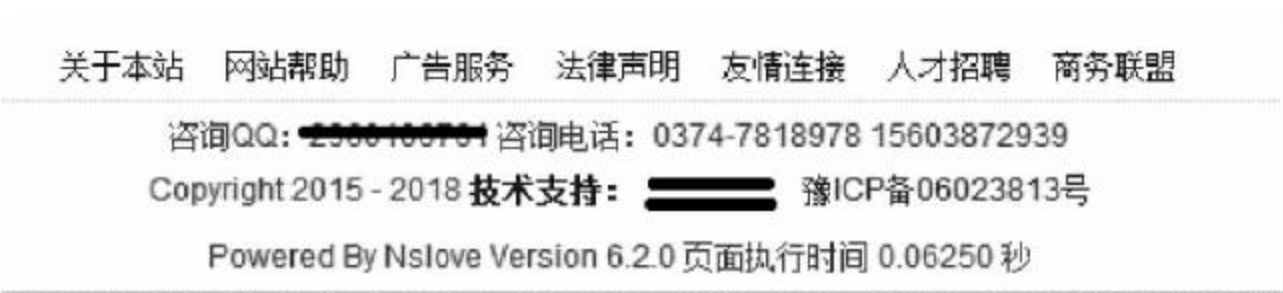 关于本站 网站帮助 广告服务 法律声明 友情连接 人才招聘 商务联盟
咨询QQ: 咨询电话：0374-7818978 15603872939
Copyright 2015 - 2018 技术支持： 豫ICP备06023813号
Powered By Nslove Version 6.2.0 页面执行时间 0.06250 秒